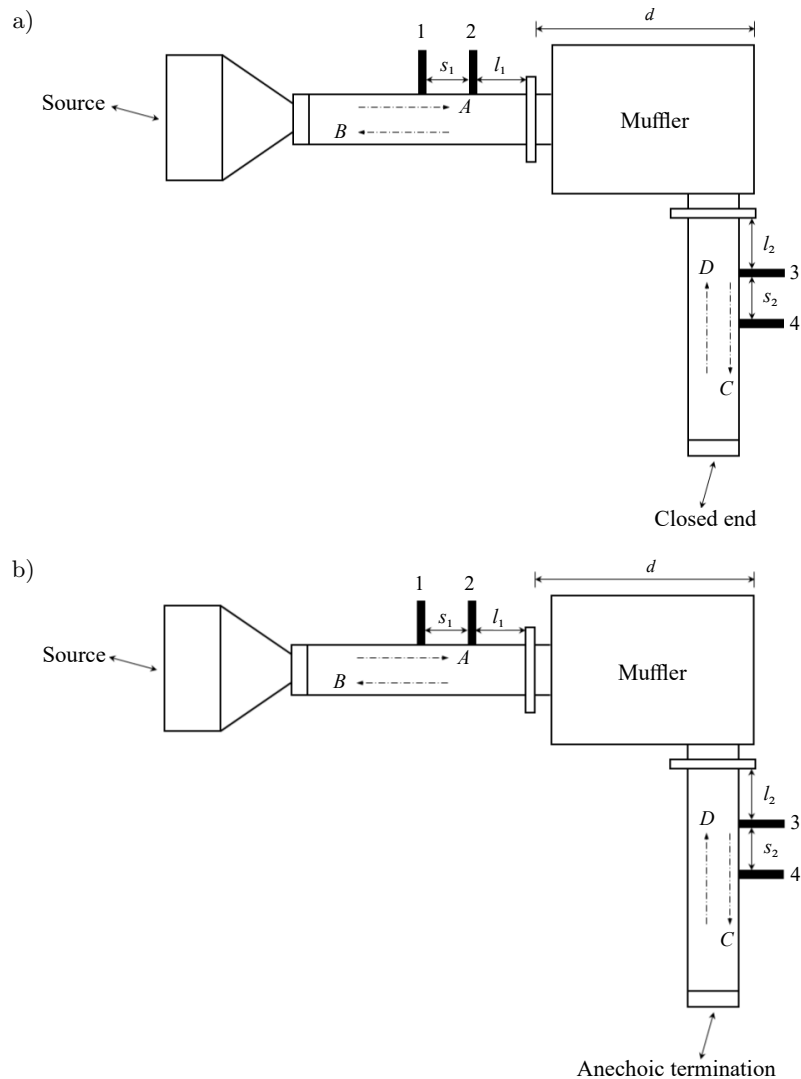 a)
d
1
2
s₁
l₁
Source
A
B
Muffler
l₂
D
3
s₂
4
C
Closed end
b)
d
1
2
s₁
l₁
Source
A
B
Muffler
l₂
D
3
s₂
4
C
Anechoic termination